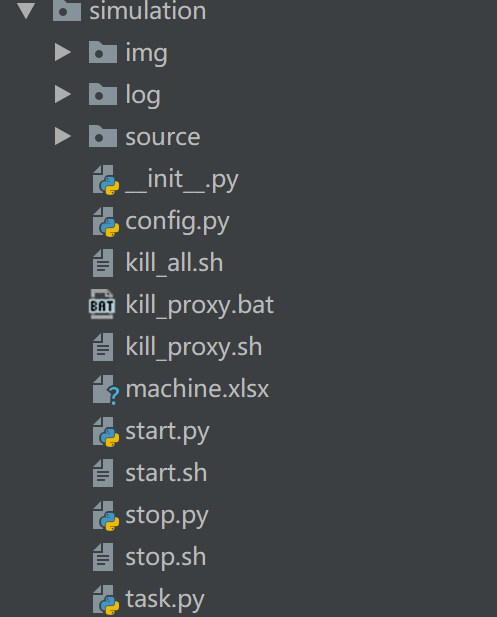 simulation
img
log
source
__init__.py
config.py
kill_all.sh
BAT kill_proxy.bat
kill_proxy.sh
machine.xlsx
start.py
start.sh
stop.py
stop.sh
task.py